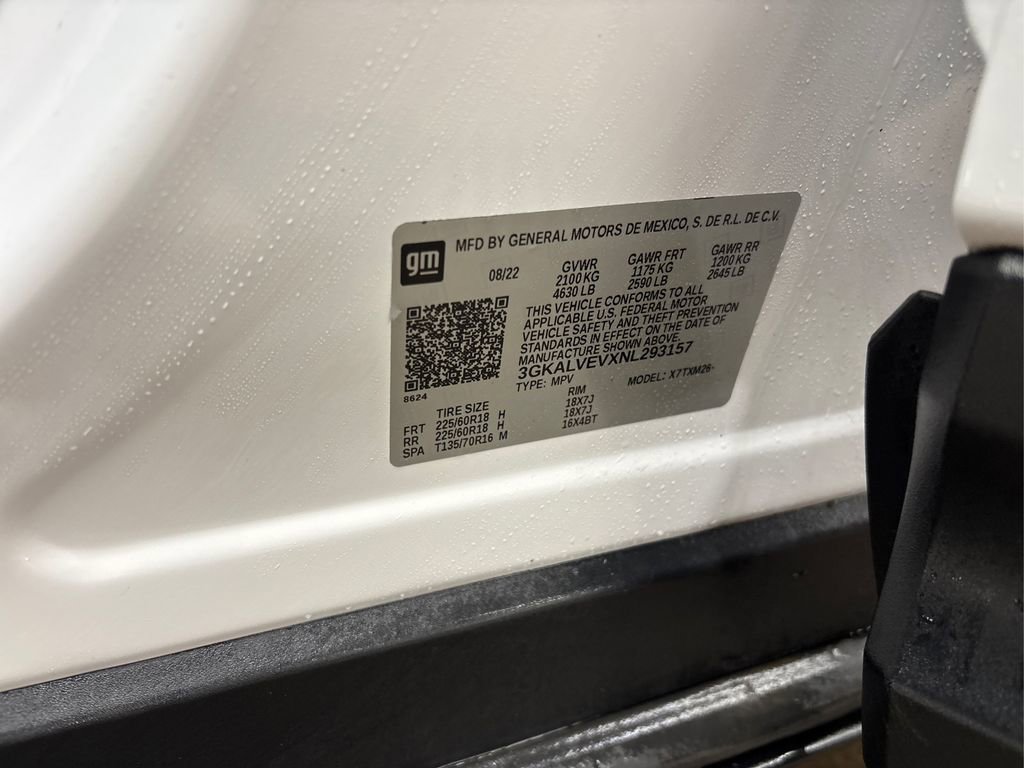 gm
MFD BY GENERAL MOTORS DE MEXICO, S. DE R.L. DE C.V.
08/22 GVWR GAWR FRT GAWR RR
2100 KG 1175 KG 1200 KG
4630 LB 2590 LB 2645 LB
THIS VEHICLE CONFORMS TO ALL
APPLICABLE U.S. FEDERAL MOTOR
VEHICLE SAFETY AND THEFT PREVENTION
STANDARDS IN EFFECT ON THE DATE OF
MANUFACTURE SHOWN ABOVE.
3GKALVEVXNL293157
TYPE: MPV MODEL: X7TXM26-
8624
TIRE SIZE RIM
FRT 225/60R18 H 18X7J
RR 225/60R18 H 18X7J
SPA T135/70R16 M 16X4BT